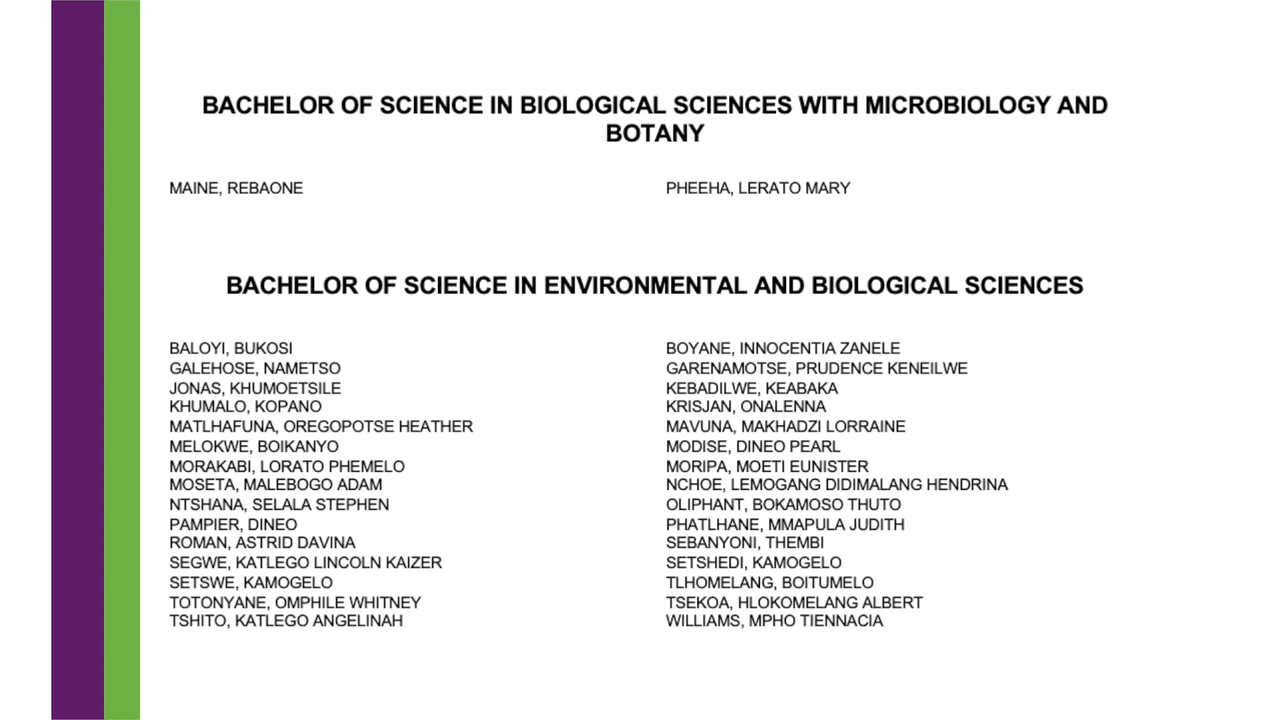 BACHELOR OF SCIENCE IN BIOLOGICAL SCIENCES WITH MICROBIOLOGY AND
BOTANY
MAINE, REBAONE PHEEHA, LERATO MARY
BACHELOR OF SCIENCE IN ENVIRONMENTAL AND BIOLOGICAL SCIENCES
BALOYI, BUKOSI BOYANE, INNOCENTIA ZANELE
GALEHOSE, NAMETSO GARENAMOTSE, PRUDENCE KENEILWE
JONAS, KHUMOETSILE KEBADILWE, KEABAKA
KHUMALO, KOPANO KRISJAN, ONALENNA
MATLHAFUNA, OREGOPOTSE HEATHER MAVUNA, MAKHADZI LORRAINE
MELOKWE, BOIKANYO MODISE, DINEO PEARL
MORAKABI, LORATO PHEMELO MORIPA, MOETI EUNISTER
MOSETA, MALEBOGO ADAM NCHOE, LEMOGANG DIDIMALANG HENDRINA
NTSHANA, SELALA STEPHEN OLIPHANT, BOKAMOSO THUTO
PAMPIER, DINEO PHATLHANE, MMAPULA JUDITH
ROMAN, ASTRID DAVINA SEBANYONI, THEMBI
SEGWE, KATLEGO LINCOLN KAIZER SETSHEDI, KAMOGELO
SETSWE, KAMOGELO TLHOMELANG, BOITUMELO
TOTONYANE, OMPHILE WHITNEY TSEKOA, HLOKOMELANG ALBERT
TSHITO, KATLEGO ANGELINAH WILLIAMS, MPHO TIENNACIA